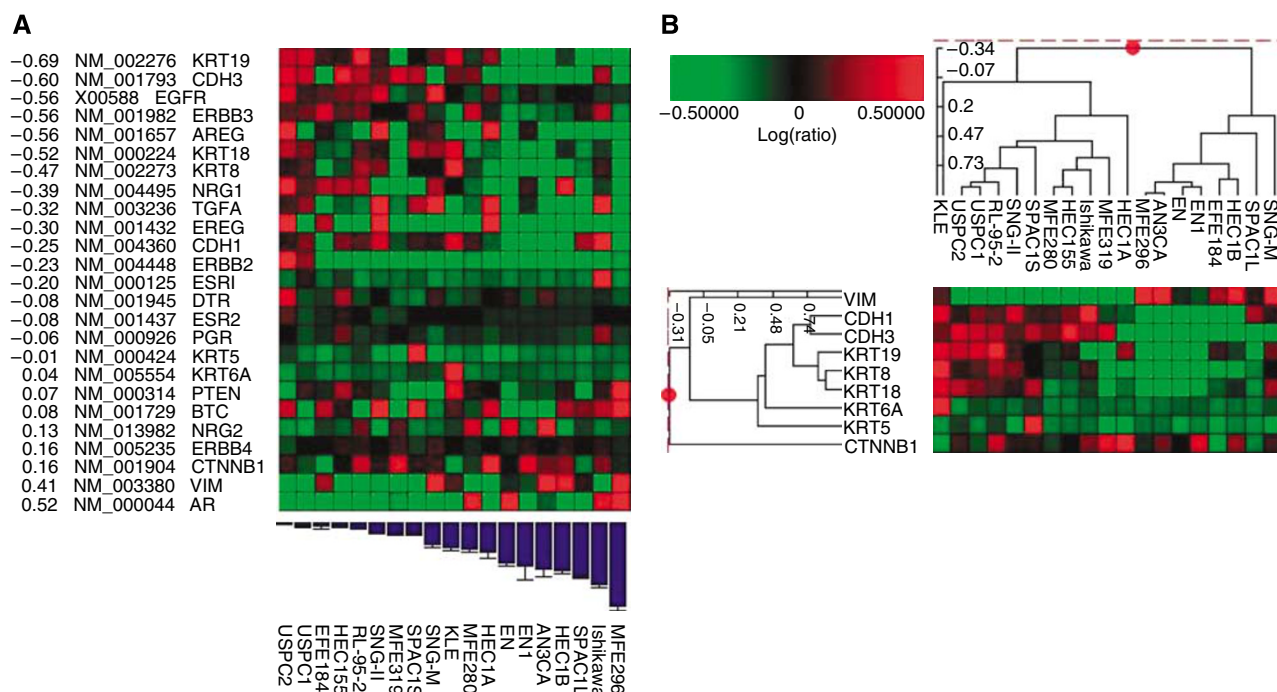 A
−0.69 NM_002276 KRT19
−0.60 NM_001793 CDH3
−0.56 X00588 EGFR
−0.56 NM_001982 ERBB3
−0.56 NM_001657 AREG
−0.52 NM_000224 KRT18
−0.47 NM_002273 KRT8
−0.39 NM_004495 NRG1
−0.32 NM_003236 TGFA
−0.30 NM_001432 EREG
−0.25 NM_004360 CDH1
−0.23 NM_004448 ERBB2
−0.20 NM_000125 ESRI
−0.08 NM_001945 DTR
−0.08 NM_001437 ESR2
−0.06 NM_000926 PGR
−0.01 NM_000424 KRT5
0.04 NM_005554 KRT6A
0.07 NM_000314 PTEN
0.08 NM_001729 BTC
0.13 NM_013982 NRG2
0.16 NM_005235 ERBB4
0.16 NM_001904 CTNNB1
0.41 NM_003380 VIM
0.52 NM_000044 AR
USPC2
USPC1
EFE184
HEC155
RL-95-2
SNG-II
MFE319
SPAC1S
SNG-M
KLE
MFE280
HEC1A
EN
EN1
AN3CA
HEC1B
SPAC1L
Ishikawa
MFE296
B
−0.50000 0 0.50000
Log(ratio)
−0.34
−0.07
0.2
0.47
0.73
KLE
USPC2
USPC1
RL-95-2
SNG-II
SPAC1S
MFE280
HEC155
Ishikawa
MFE319
HEC1A
MFE296
AN3CA
EN
EN1
EFE184
HEC1B
SPAC1L
SNG-M
−0.31
−0.05
0.21
0.48
0.74
VIM
CDH1
CDH3
KRT19
KRT8
KRT18
KRT6A
KRT5
CTNNB1